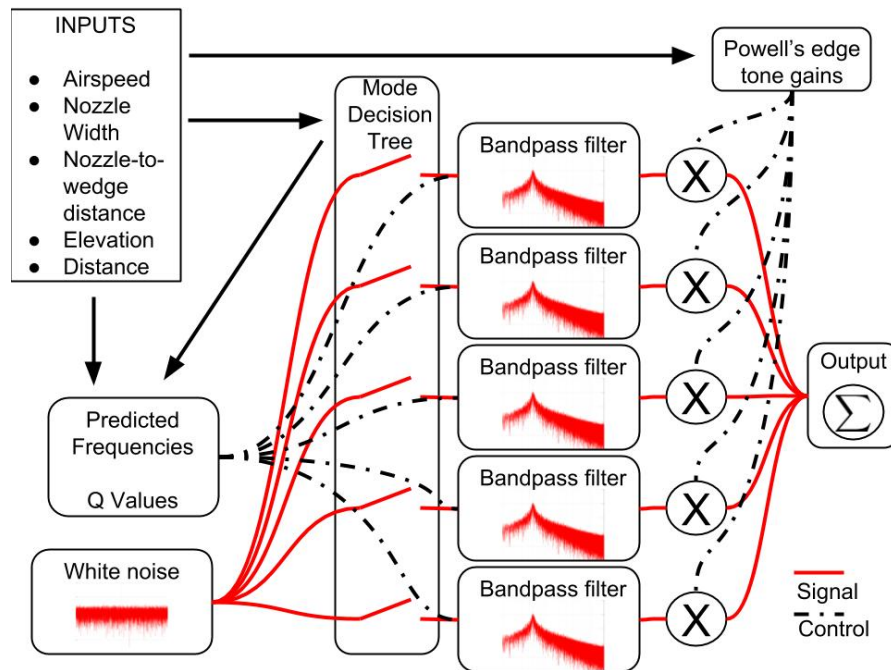 INPUTS
● Airspeed
● Nozzle
Width
● Nozzle-to-
wedge
distance
● Elevation
● Distance
Mode
Decision
Tree
Powell's edge
tone gains
Bandpass filter
X
Bandpass filter
X
Bandpass filter
X
Bandpass filter
X
Bandpass filter
X
Output
Σ
Predicted
Frequencies
Q Values
White noise
Signal
Control